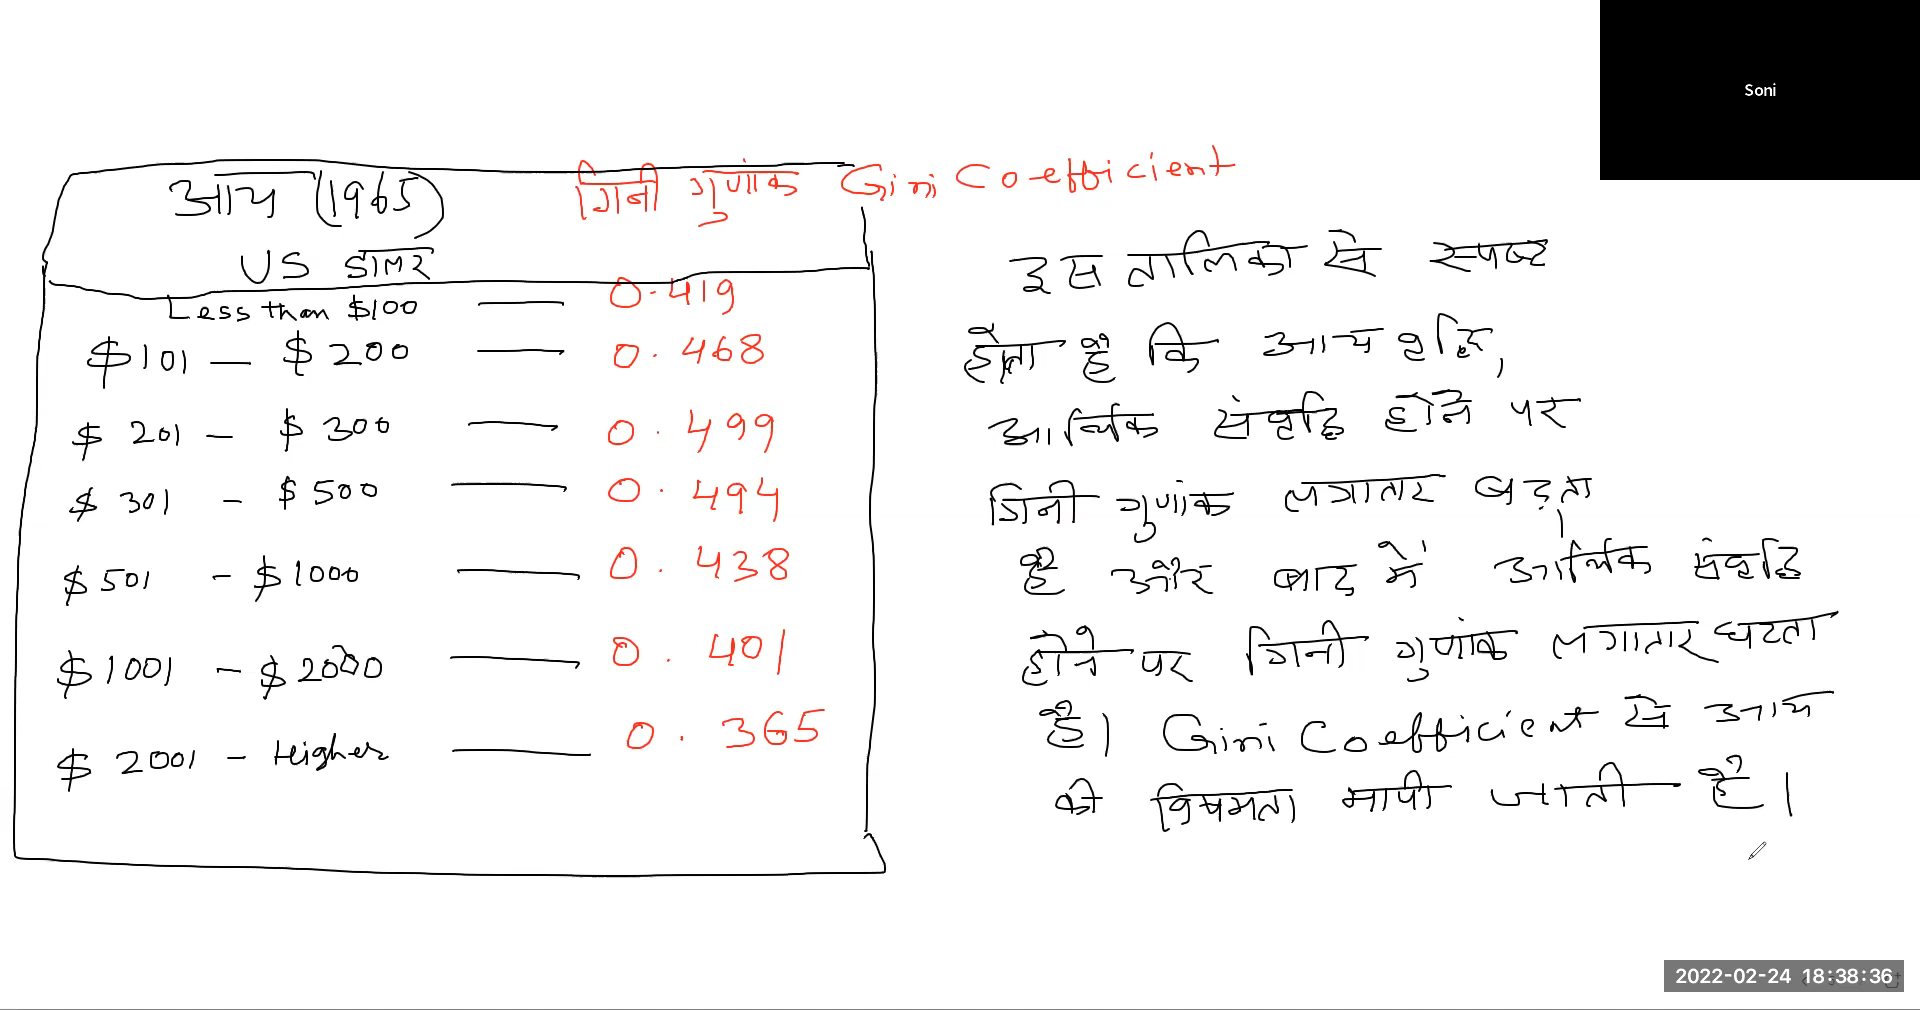 Soni
आय (1965) गिनी गुणांक Gini Coefficient
US डालर
Less than $100 — 0.419
$101 — $200 — 0.468
$201 – $300 — 0.499
$301 – $500 — 0.494
$501 – $1000 — 0.438
$1001 – $2000 — 0.401
$2001 – Higher — 0.365
इस तालिका से स्पष्ट
होता है कि आय वृद्धि,
आर्थिक संवृद्धि होने पर
गिनी गुणांक लगातार बढ़ता
है और बाद में आर्थिक संवृद्धि
होने पर गिनी गुणांक लगातार घटता
है। Gini Coefficient से आय
की विषमता मापी जाती है।
2022-02-24 18:38:36